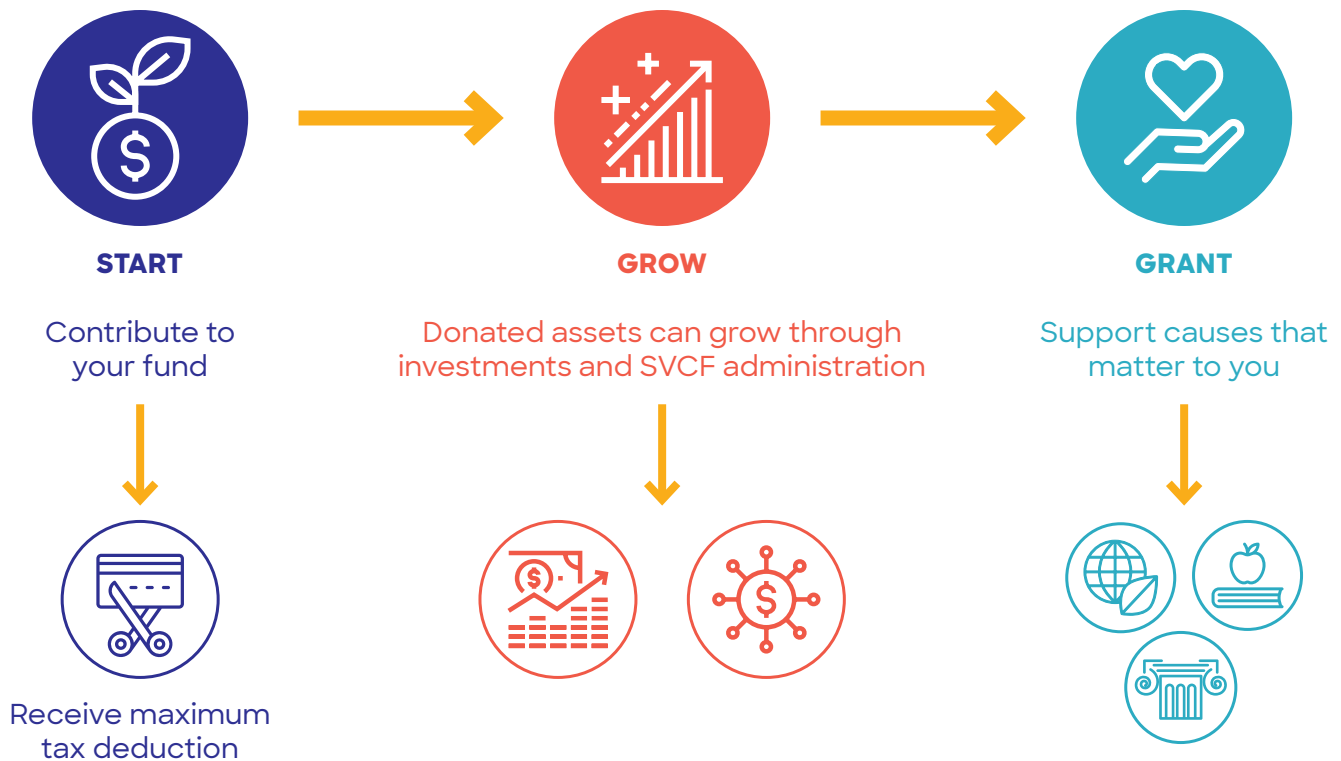 START
Contribute to
your fund
Receive maximum
tax deduction
GROW
Donated assets can grow through
investments and SVCF administration
GRANT
Support causes that
matter to you